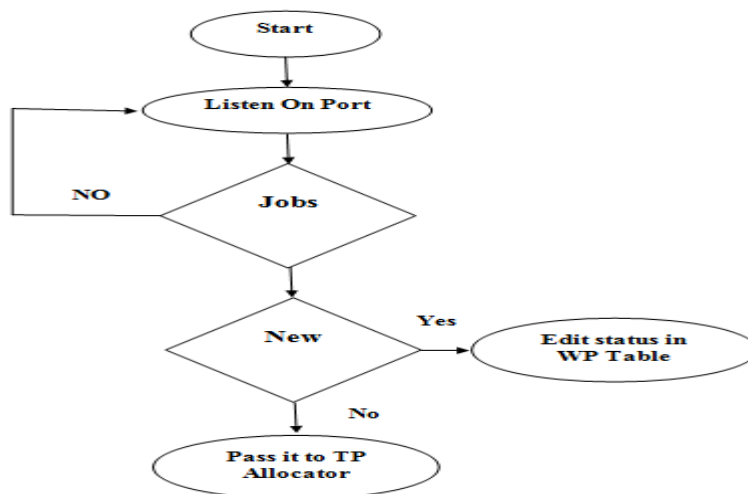 Start
Listen On Port
NO
Jobs
New
Yes
Edit status in
WP Table
No
Pass it to TP
Allocator